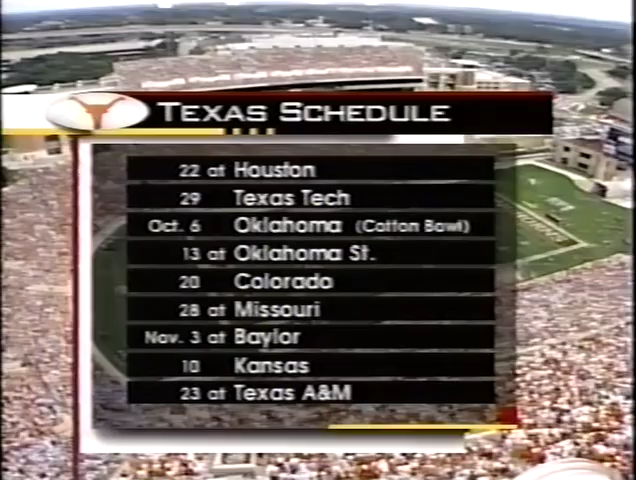 TEXAS SCHEDULE
22 at Houston
29 Texas Tech
Oct. 6 Oklahoma (Cotton Bowl)
13 at Oklahoma St.
20 Colorado
28 at Missouri
Nov. 3 at Baylor
10 Kansas
23 at Texas A&M